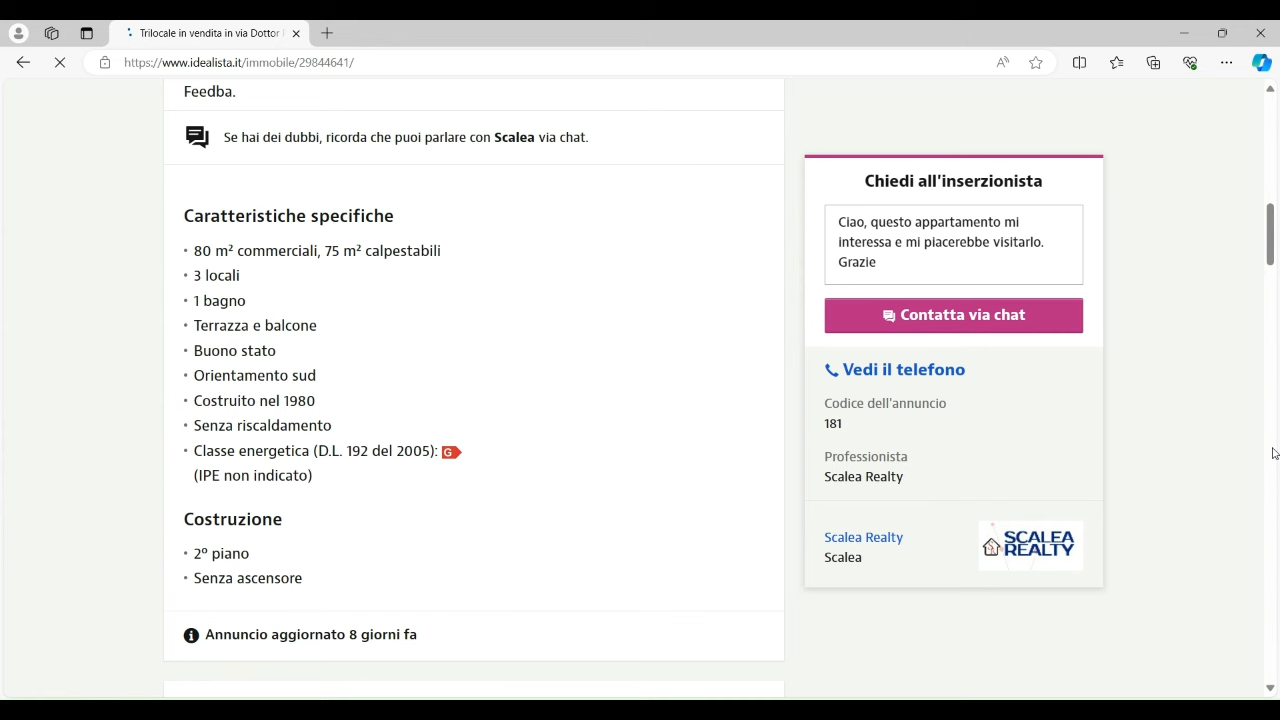 Trilocale in vendita in via Dottor
https://www.idealista.it/immobile/29844641/
Feedba.
Se hai dei dubbi, ricorda che puoi parlare con Scalea via chat.
Caratteristiche specifiche
80 m² commerciali, 75 m² calpestabili
3 locali
1 bagno
Terrazza e balcone
Buono stato
Orientamento sud
Costruito nel 1980
Senza riscaldamento
Classe energetica (D.L. 192 del 2005): G
(IPE non indicato)
Costruzione
2º piano
Senza ascensore
Annuncio aggiornato 8 giorni fa
Chiedi all'inserzionista
Ciao, questo appartamento mi
interessa e mi piacerebbe visitarlo.
Grazie
Contatta via chat
Vedi il telefono
Codice dell'annuncio
181
Professionista
Scalea Realty
Scalea Realty
Scalea
SCALEA
REALTY